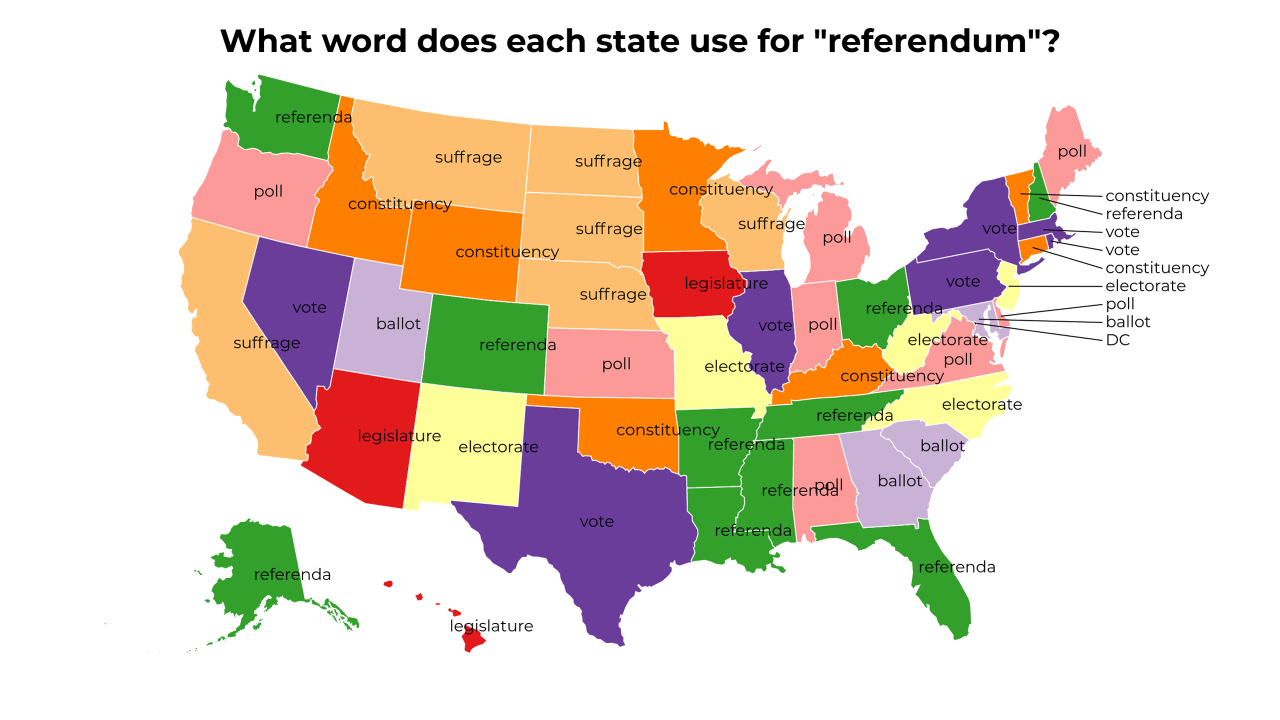 What word does each state use for "referendum"?
referenda
poll
suffrage
suffrage
constituency
poll
constituency
suffrage
constituency
referenda
vote
vote
constituency
electorate
poll
ballot
DC
constituency
suffrage
suffrage
poll
vote
suffrage
legislature
vote
vote
ballot
suffrage
referenda
poll
vote
poll
referenda
electorate
poll
electorate
constituency
legislature
electorate
constituency
referenda
referenda
electorate
ballot
vote
referenda
poll
ballot
referenda
referenda
referenda
legislature